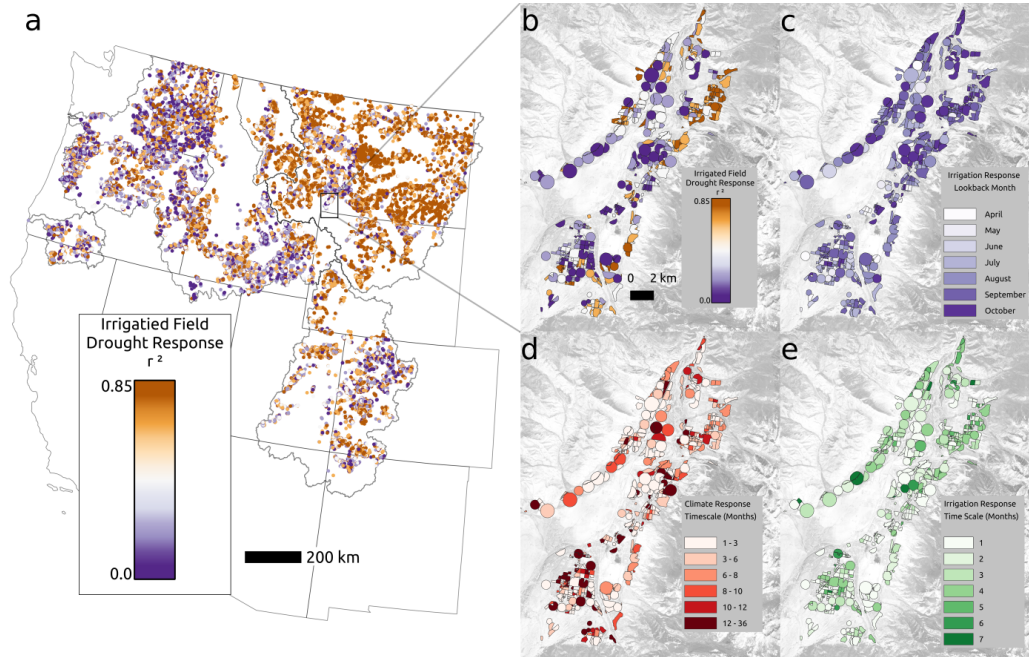 a
Irrigatied Field
Drought Response
r ²
0.85
0.0
200 km
b
Irrigated Field
Drought Response
r ²
0.85
0.0
0 2 km
c
Irrigation Response
Lookback Month
April
May
June
July
August
September
October
d
Climate Response
Timescale (Months)
1 - 3
3 - 6
6 - 8
8 - 10
10 - 12
12 - 36
e
Irrigation Response
Time Scale (Months)
1
2
3
4
5
6
7